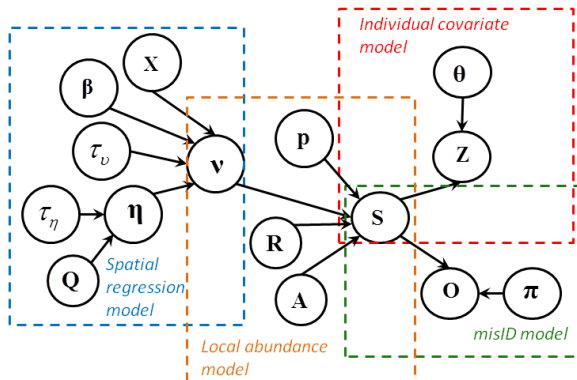 Individual covariate
model
X
θ
β
p
τ_υ
ν
Z
τ_η
η
S
R
Q
Spatial
regression
model
A
O
π
misID model
Local abundance
model